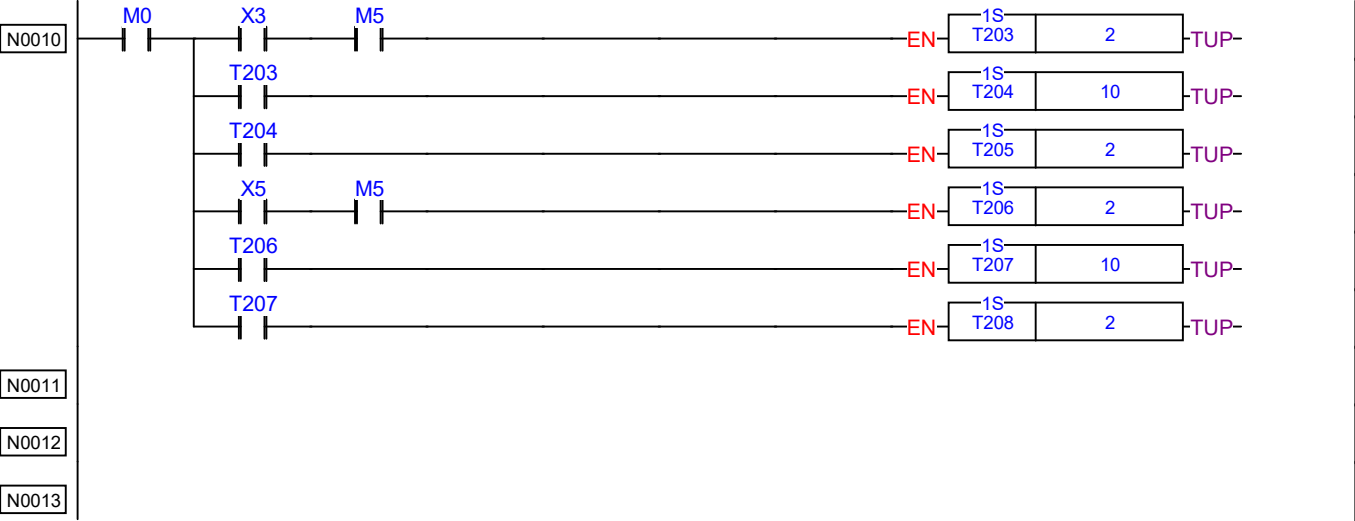 M0 X3 M5 1S
N0010 EN T203 2 TUP
T203 1S
EN T204 10 TUP
T204 1S
EN T205 2 TUP
X5 M5 1S
EN T206 2 TUP
T206 1S
EN T207 10 TUP
T207 1S
EN T208 2 TUP
N0011
N0012
N0013